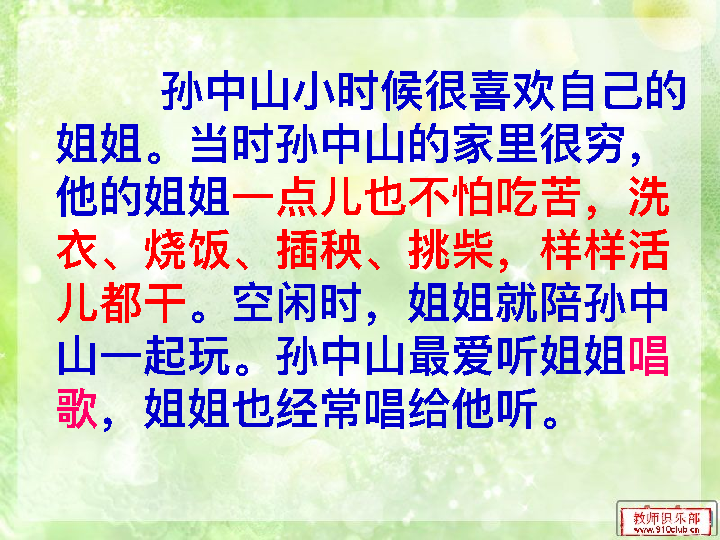 孙中山小时候很喜欢自己的
姐姐。当时孙中山的家里很穷，
他的姐姐一点儿也不怕吃苦，洗
衣、烧饭、插秧、挑柴，样样活
儿都干。空闲时，姐姐就陪孙中
山一起玩。孙中山最爱听姐姐唱
歌，姐姐也经常唱给他听。
教师俱乐部
www.910club.cn